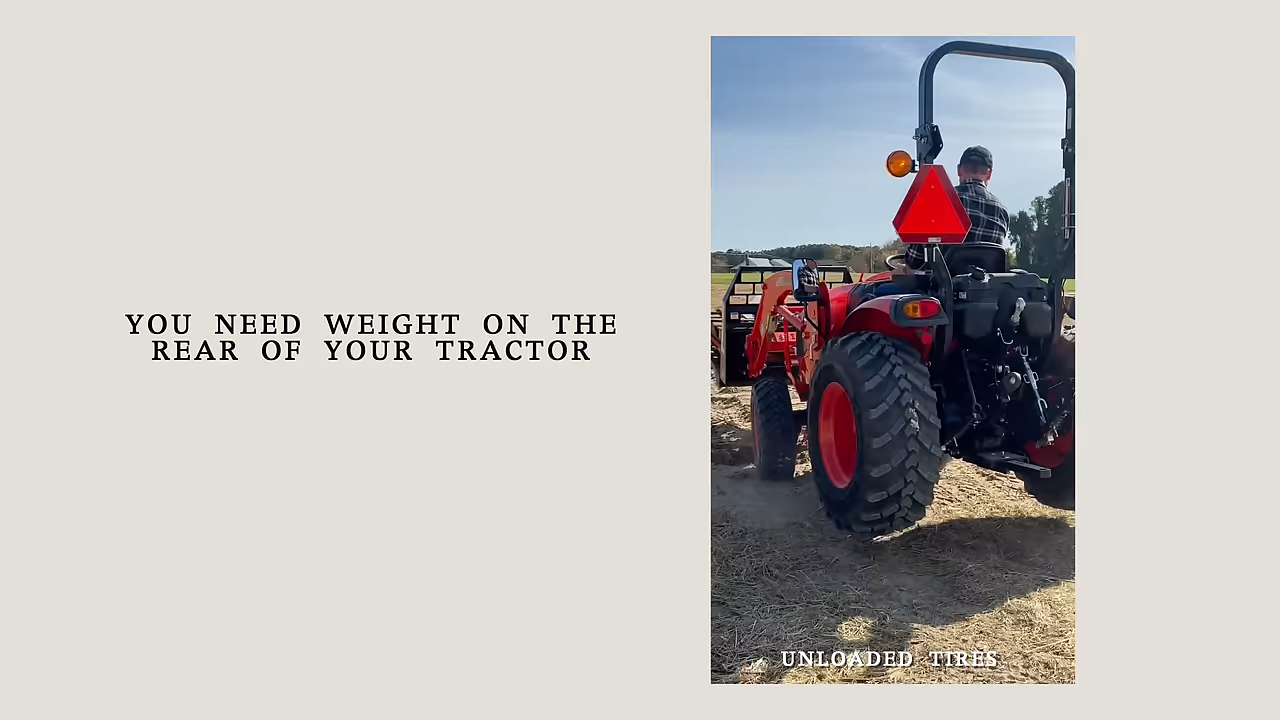 YOU NEED WEIGHT ON THE
REAR OF YOUR TRACTOR
UNLOADED TIRES